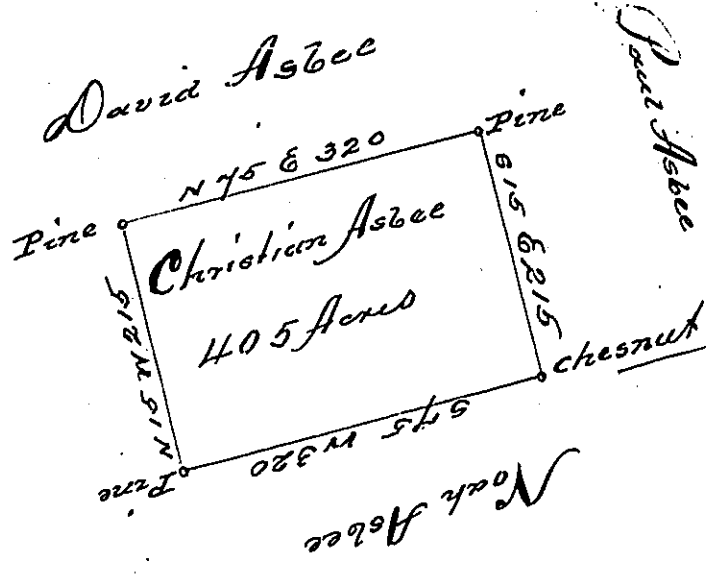 David Asbee
Paul Asbee
N 75 E 320
Pine
Pine
S 15 E 215
Christian Asbee
405 Acres
N 15 W 215
chesnut
S 75 W 320
Pine
Noah Asbee